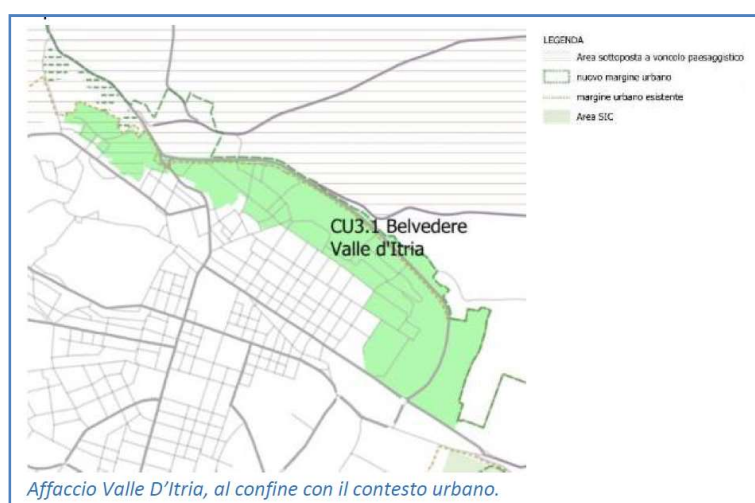 LEGENDA
Area sottoposta a voncolo paesaggistico
nuovo margine urbano
margine urbano esistente
Area SIC
CU3.1 Belvedere
Valle d'Itria
Affaccio Valle D'Itria, al confine con il contesto urbano.